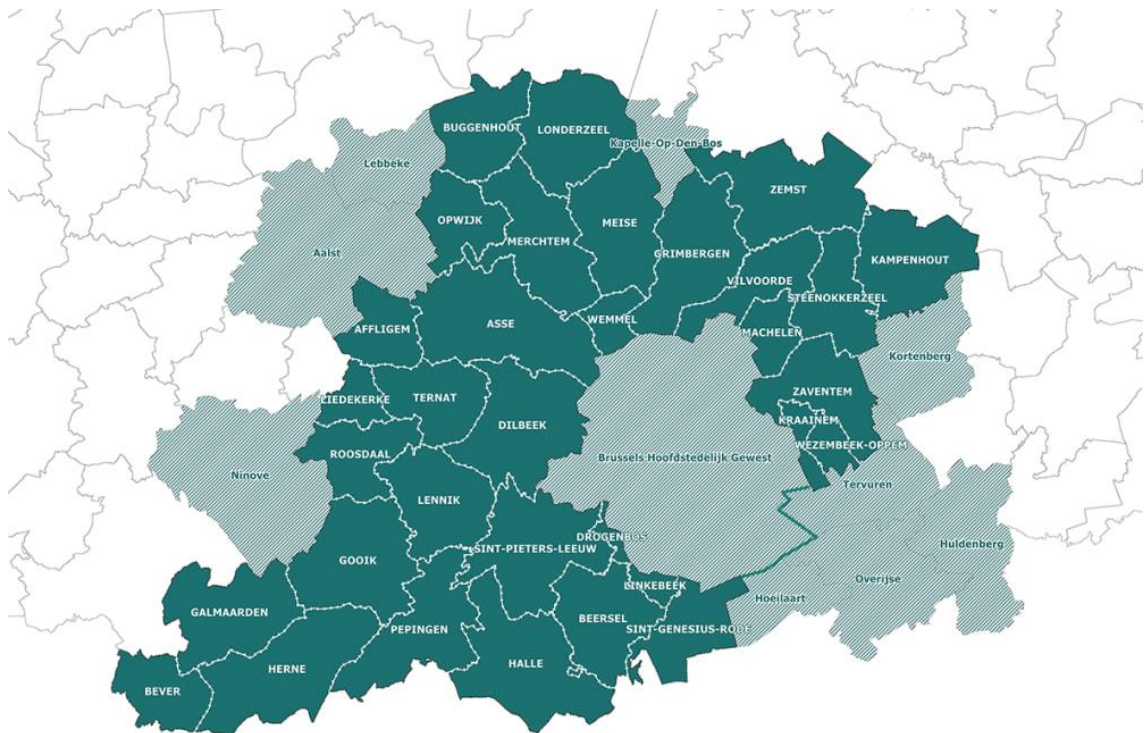 BUGGENHOUT
LONDERZEEL
Kapelle-Op-Den-Bos
Lebbeke
ZEMST
OPWIJK
MEISE
MERCHTEM
Aalst
GRIMBERGEN
KAMPENHOUT
VILVOORDE
STEENOKKERZEEL
WEMMEL
ASSE
AFFLIGEM
MACHELEN
Kortenberg
ZAVENTEM
LIEDEKERKE
TERNAT
KRAAINEM
DILBEEK
WEZEMBEEK-OPPEM
ROOSDAAL
Brussels Hoofdstedelijk Gewest
Ninove
Tervuren
LENNIK
DROGENBOS
Huldenberg
SINT-PIETERS-LEEUW
GOOIK
Overijse
LINKEBEEK
Hoeilaart
GALMAARDEN
BEERSEL
PEPINGEN
SINT-GENESIUS-RODE
HALLE
HERNE
BEVER